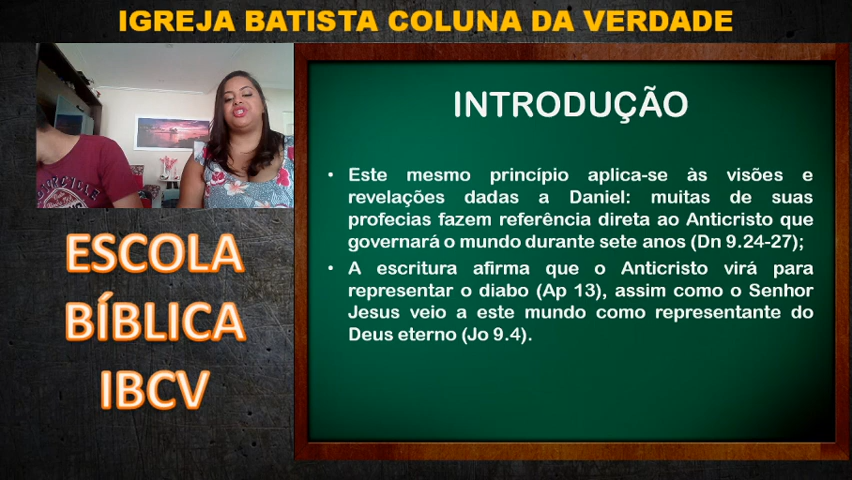 IGREJA BATISTA COLUNA DA VERDADE
INTRODUÇÃO
• Este mesmo princípio aplica-se às visões e
revelações dadas a Daniel: muitas de suas
profecias fazem referência direta ao Anticristo que
governará o mundo durante sete anos (Dn 9.24-27);
• A escritura afirma que o Anticristo virá para
representar o diabo (Ap 13), assim como o Senhor
Jesus veio a este mundo como representante do
Deus eterno (Jo 9.4).
ESCOLA
BÍBLICA
IBCV